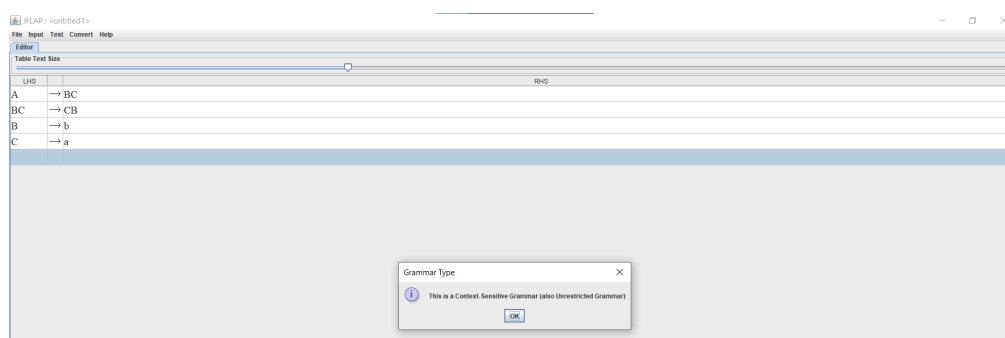 JFLAP : <untitled1>
File Input Test Convert Help
Editor
Table Text Size
LHS RHS
A → BC
BC → CB
B → b
C → a
Grammar Type
This is a Context-Sensitive Grammar (also Unrestricted Grammar)
OK